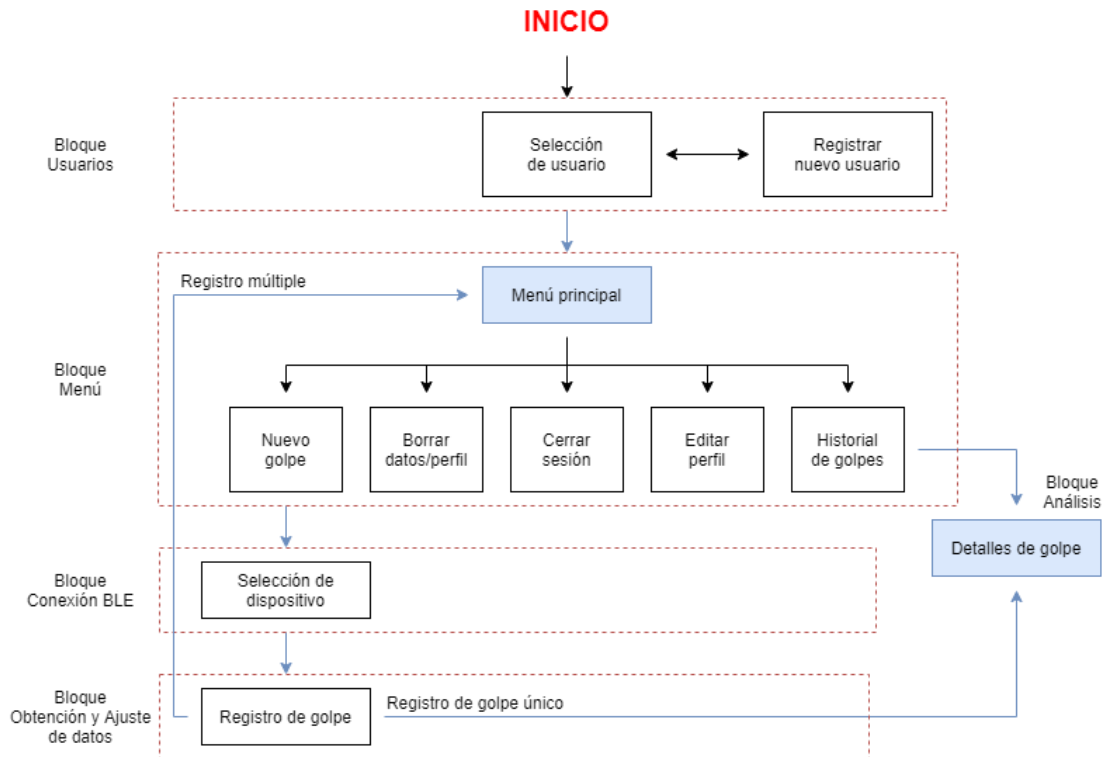 INICIO
Bloque
Usuarios
Selección
de usuario
Registrar
nuevo usuario
Registro múltiple
Menú principal
Bloque
Menú
Nuevo
golpe
Borrar
datos/perfil
Cerrar
sesión
Editar
perfil
Historial
de golpes
Bloque
Análisis
Detalles de golpe
Bloque
Conexión BLE
Selección de
dispositivo
Bloque
Obtención y Ajuste
de datos
Registro de golpe
Registro de golpe único